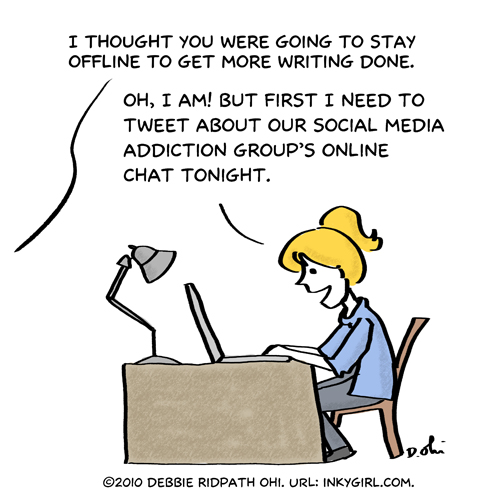 I THOUGHT YOU WERE GOING TO STAY
OFFLINE TO GET MORE WRITING DONE.
OH, I AM! BUT FIRST I NEED TO
TWEET ABOUT OUR SOCIAL MEDIA
ADDICTION GROUP'S ONLINE
CHAT TONIGHT.
D. Ohi
©2010 DEBBIE RIDPATH OHI. URL: INKYGIRL.COM.